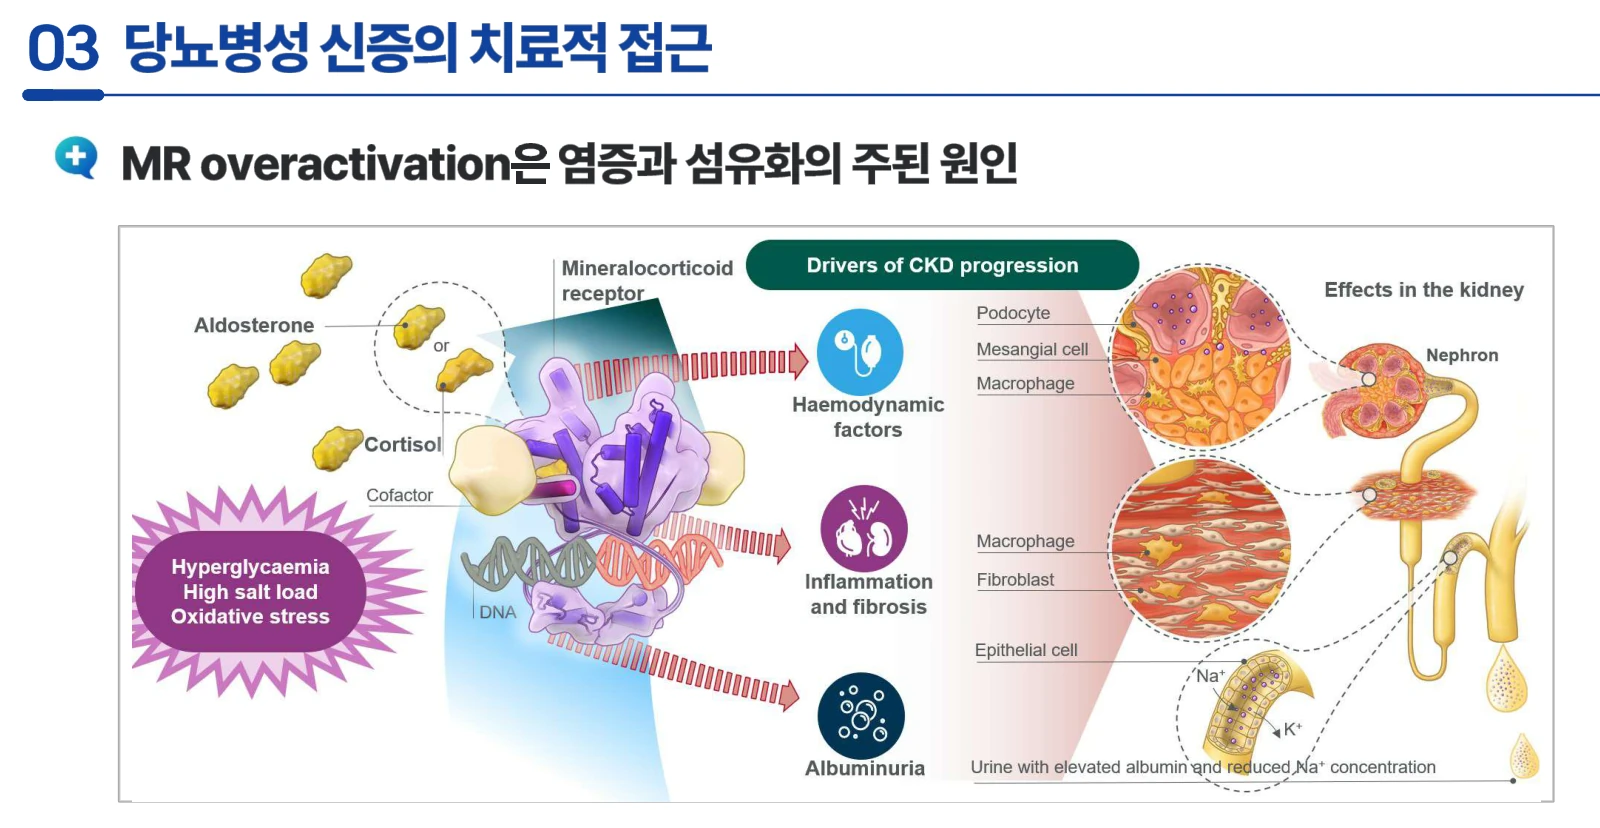 03 당뇨병성 신증의 치료적 접근
MR overactivation은 염증과 섬유화의 주된 원인
Mineralocorticoid
receptor
Aldosterone
or
Cortisol
Cofactor
Hyperglycaemia
High salt load
Oxidative stress
DNA
Drivers of CKD progression
Haemodynamic
factors
Inflammation
and fibrosis
Albuminuria
Effects in the kidney
Podocyte
Mesangial cell
Macrophage
Nephron
Macrophage
Fibroblast
Epithelial cell
Na⁺
K⁺
Urine with elevated albumin and reduced Na⁺ concentration